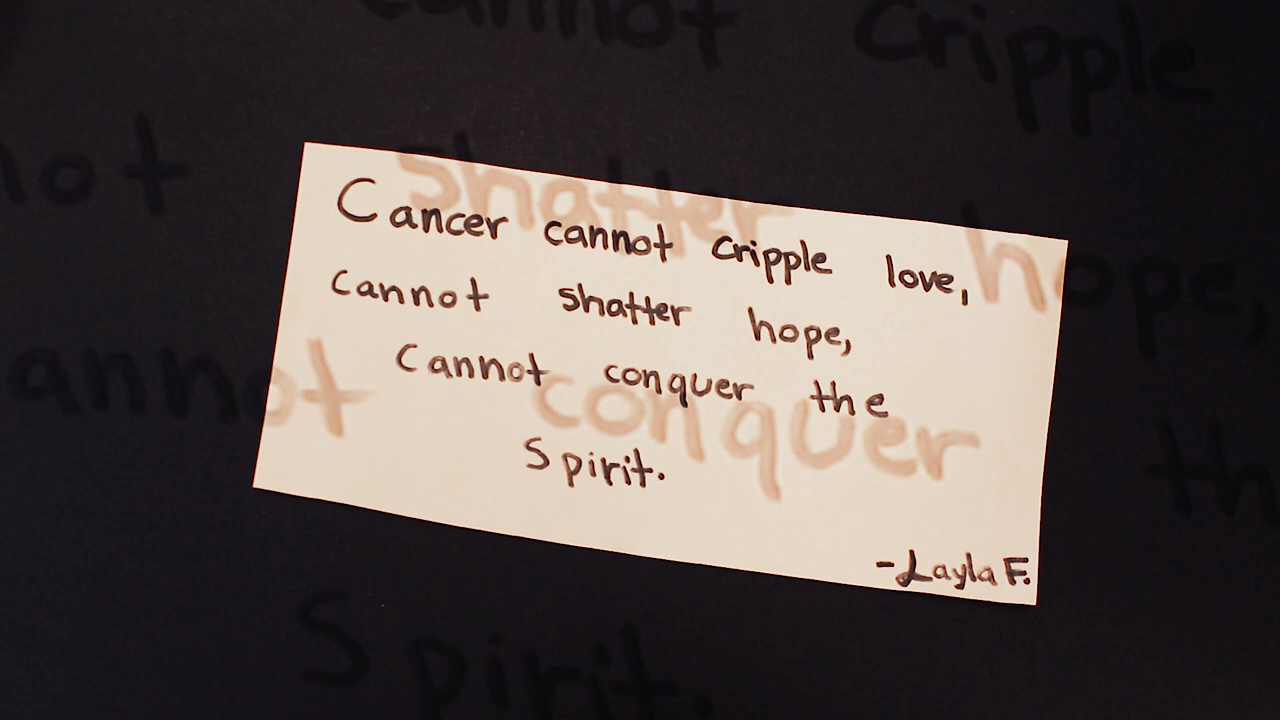 Cancer cannot cripple love,
cannot shatter hope,
cannot conquer the
Spirit.
-Layla F.